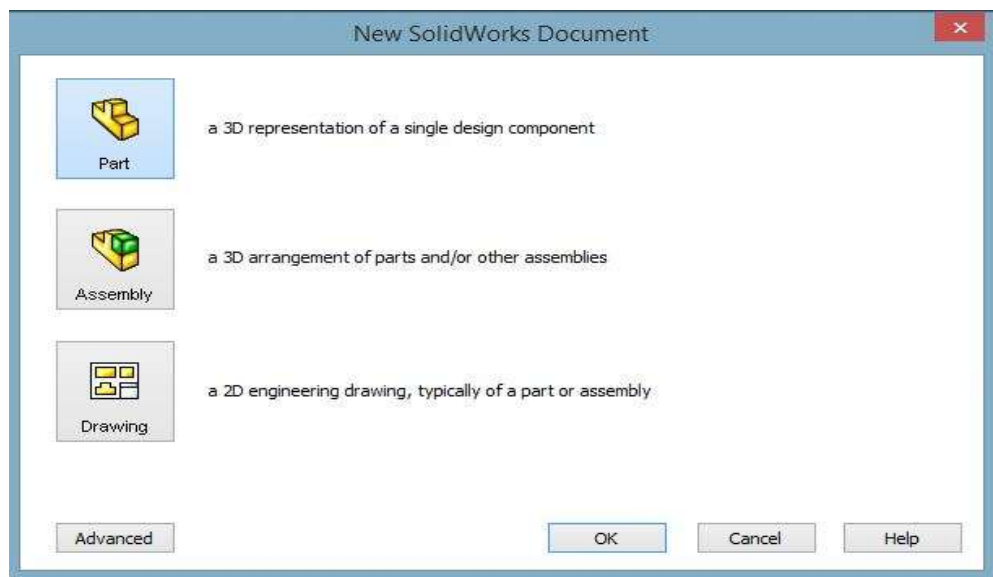 New SolidWorks Document
Part
a 3D representation of a single design component
Assembly
a 3D arrangement of parts and/or other assemblies
Drawing
a 2D engineering drawing, typically of a part or assembly
Advanced
OK
Cancel
Help